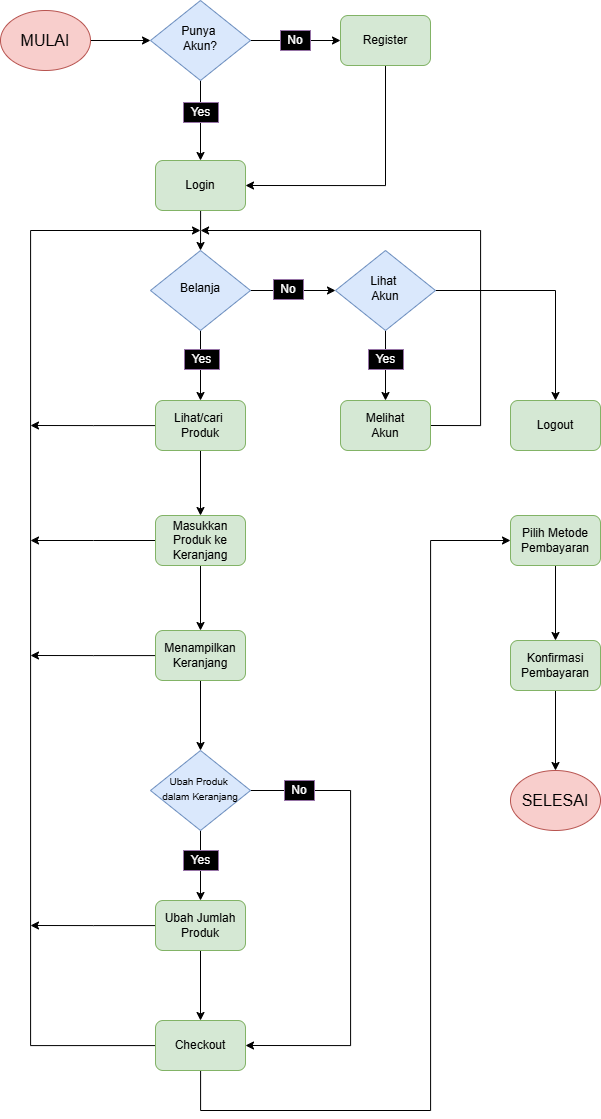 MULAI
Punya
Akun?
No
Register
Yes
Login
Belanja
No
Lihat
Akun
Yes
Yes
Lihat/cari
Produk
Melihat
Akun
Logout
Masukkan
Produk ke
Keranjang
Pilih Metode
Pembayaran
Menampilkan
Keranjang
Konfirmasi
Pembayaran
Ubah Produk
dalam Keranjang
No
SELESAI
Yes
Ubah Jumlah
Produk
Checkout